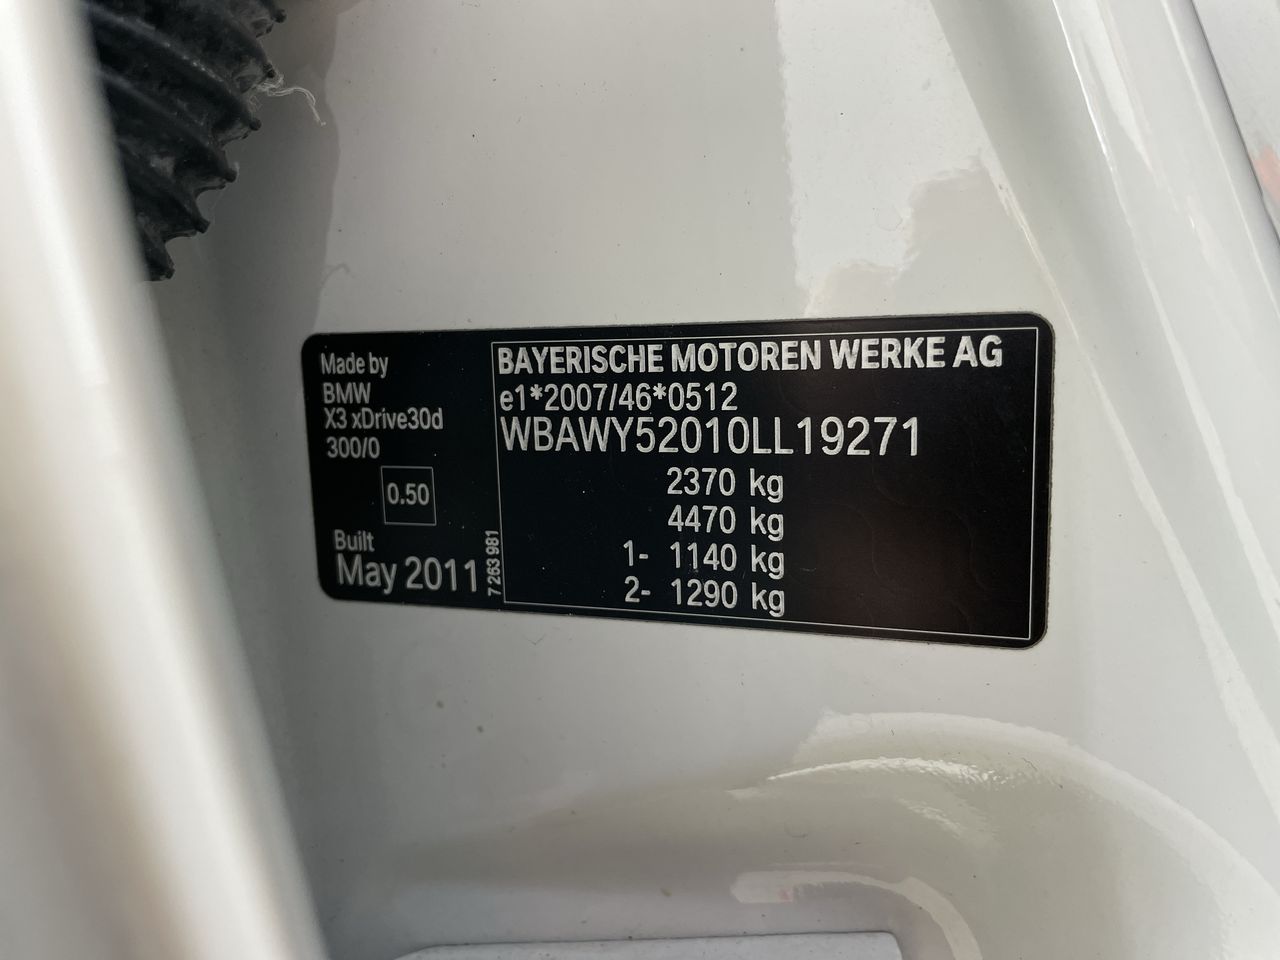 Made by
BMW
X3 xDrive30d
300/0
0.50
Built
May 2011
7 263 981
BAYERISCHE MOTOREN WERKE AG
e1*2007/46*0512
WBAWY52010LL19271
2370 kg
4470 kg
1- 1140 kg
2- 1290 kg